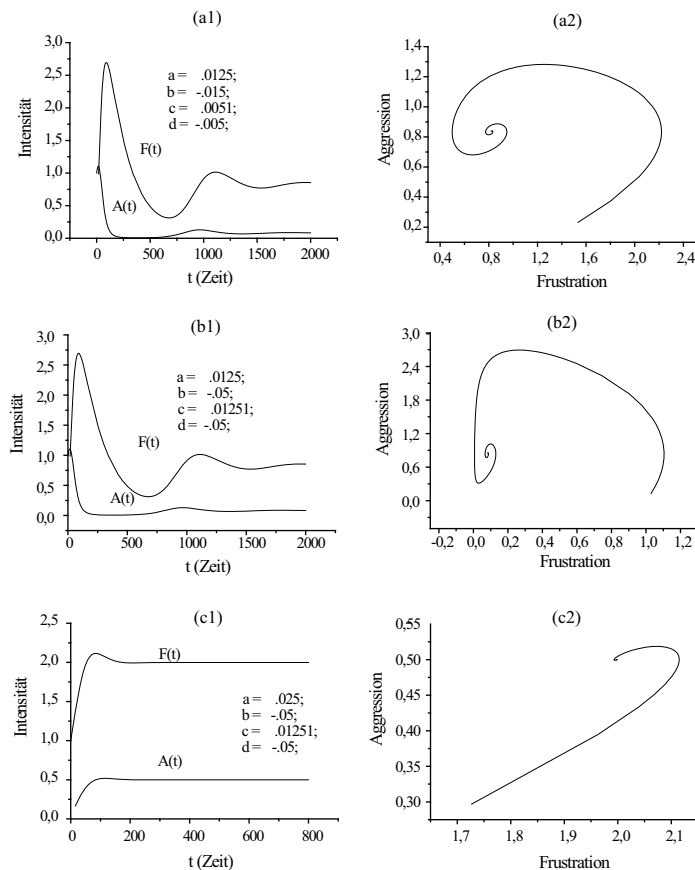 (a1)
3,0
2,5
2,0
1,5
1,0
0,5
0,0
Intensität
a = .0125;
b = -.015;
c = .0051;
d = -.005;
F(t)
A(t)
0 500 1000 1500 2000
t (Zeit)
(a2)
1,4
1,2
1,0
0,8
0,6
0,4
0,2
Aggression
0,4 0,8 1,2 1,6 2,0 2,4
Frustration
(b1)
3,0
2,5
2,0
1,5
1,0
0,5
0,0
Intensität
a = .0125;
b = -.05;
c = .01251;
d = -.05;
F(t)
A(t)
0 500 1000 1500 2000
t (Zeit)
(b2)
3,0
2,5
2,0
1,5
1,0
0,5
0,0
Aggression
-0,2 0,0 0,2 0,4 0,6 0,8 1,0 1,2
Frustration
(c1)
2,5
2,0
1,5
1,0
0,5
0,0
Intensität
F(t)
a = .025;
b = -.05;
c = .01251;
d = -.05;
A(t)
0 200 400 600 800
t (Zeit)
(c2)
0,55
0,50
0,45
0,40
0,35
0,30
Aggression
1,7 1,8 1,9 2,0 2,1
Frustration